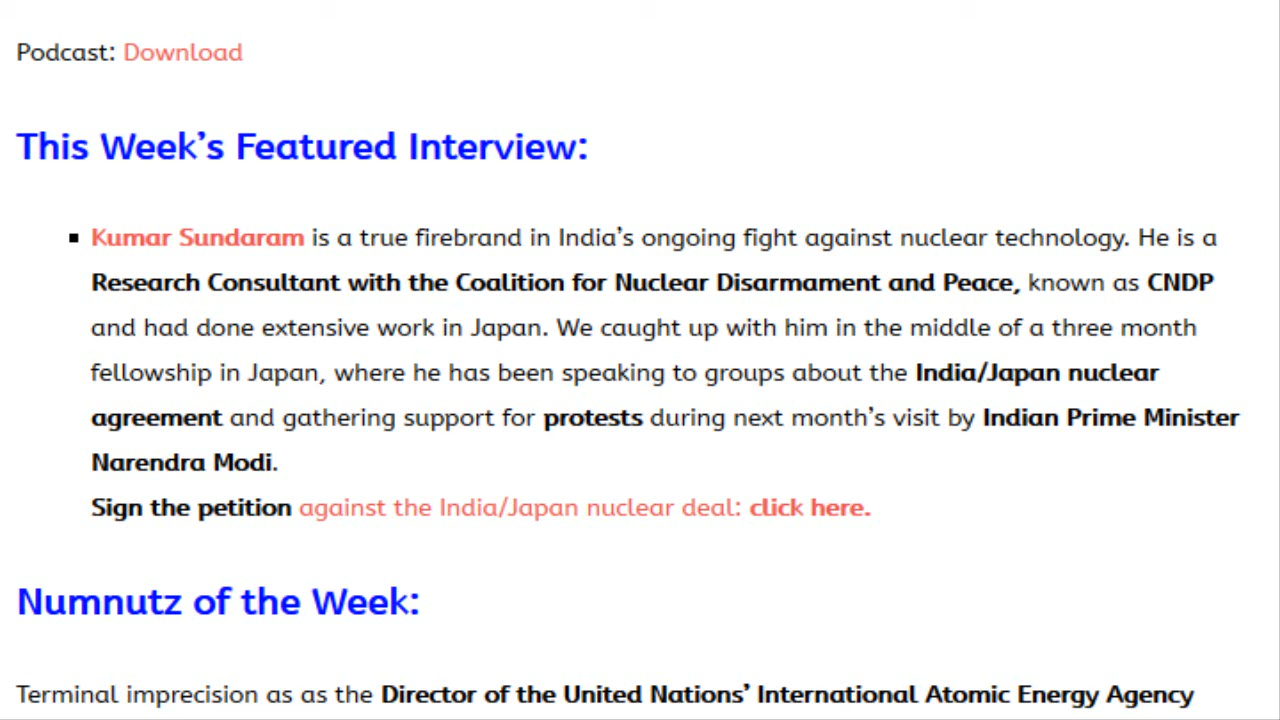 Podcast: Download
This Week’s Featured Interview:
Kumar Sundaram is a true firebrand in India’s ongoing fight against nuclear technology. He is a
Research Consultant with the Coalition for Nuclear Disarmament and Peace, known as CNDP
and had done extensive work in Japan. We caught up with him in the middle of a three month
fellowship in Japan, where he has been speaking to groups about the India/Japan nuclear
agreement and gathering support for protests during next month’s visit by Indian Prime Minister
Narendra Modi.
Sign the petition against the India/Japan nuclear deal: click here.
Numnutz of the Week:
Terminal imprecision as as the Director of the United Nations’ International Atomic Energy Agency